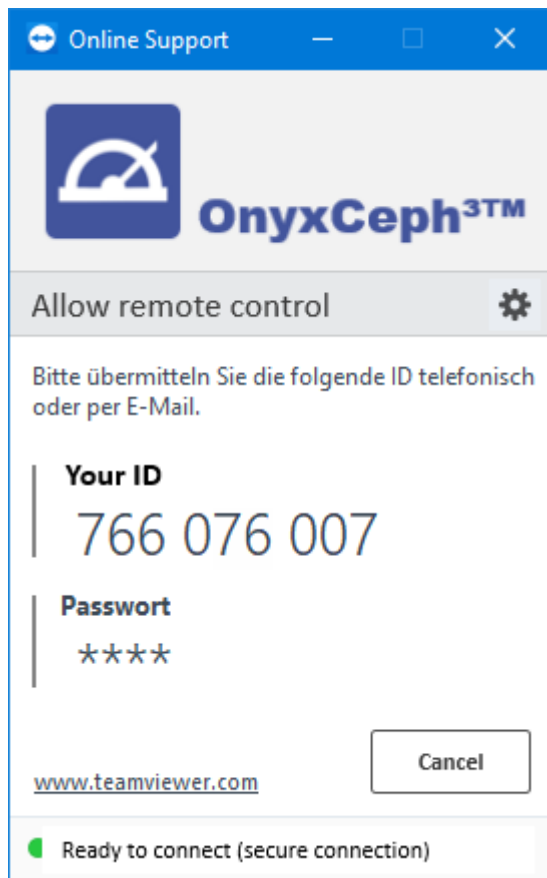 Online Support
OnyxCeph³™
Allow remote control
Bitte übermitteln Sie die folgende ID telefonisch
oder per E-Mail.
Your ID
766 076 007
Passwort
****
Cancel
www.teamviewer.com
Ready to connect (secure connection)